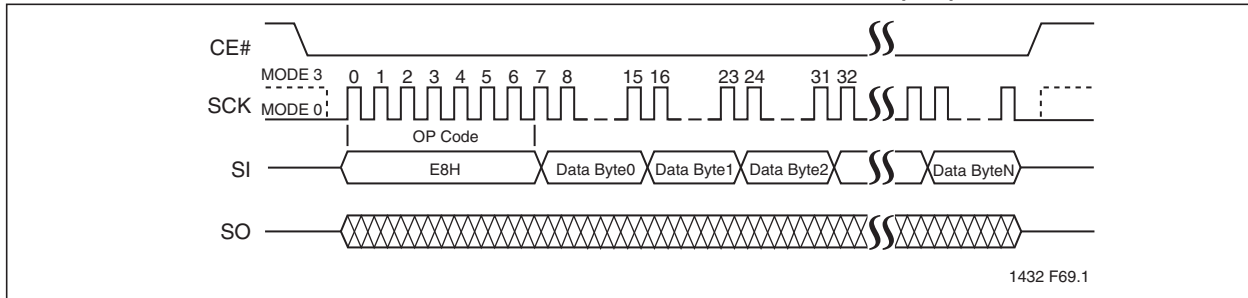 CE#
MODE 3 0 1 2 3 4 5 6 7 8 15 16 23 24 31 32
SCK MODE 0
OP Code
SI E8H Data Byte0 Data Byte1 Data Byte2 Data ByteN
SO
1432 F69.1